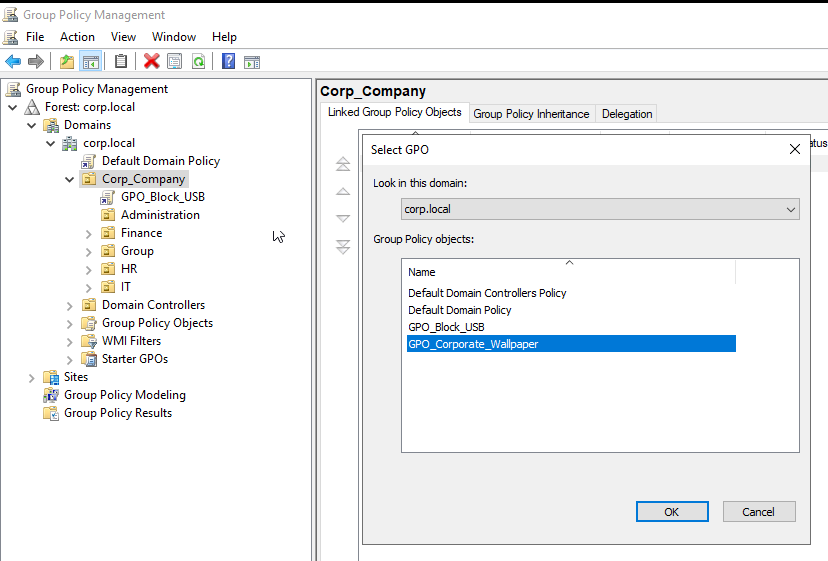 Group Policy Management
File Action View Window Help
Group Policy Management
Forest: corp.local
Domains
corp.local
Default Domain Policy
Corp_Company
GPO_Block_USB
Administration
Finance
Group
HR
IT
Domain Controllers
Group Policy Objects
WMI Filters
Starter GPOs
Sites
Group Policy Modeling
Group Policy Results
Corp_Company
Linked Group Policy Objects Group Policy Inheritance Delegation
Select GPO
Look in this domain:
corp.local
Group Policy objects:
Name
Default Domain Controllers Policy
Default Domain Policy
GPO_Block_USB
GPO_Corporate_Wallpaper
OK Cancel